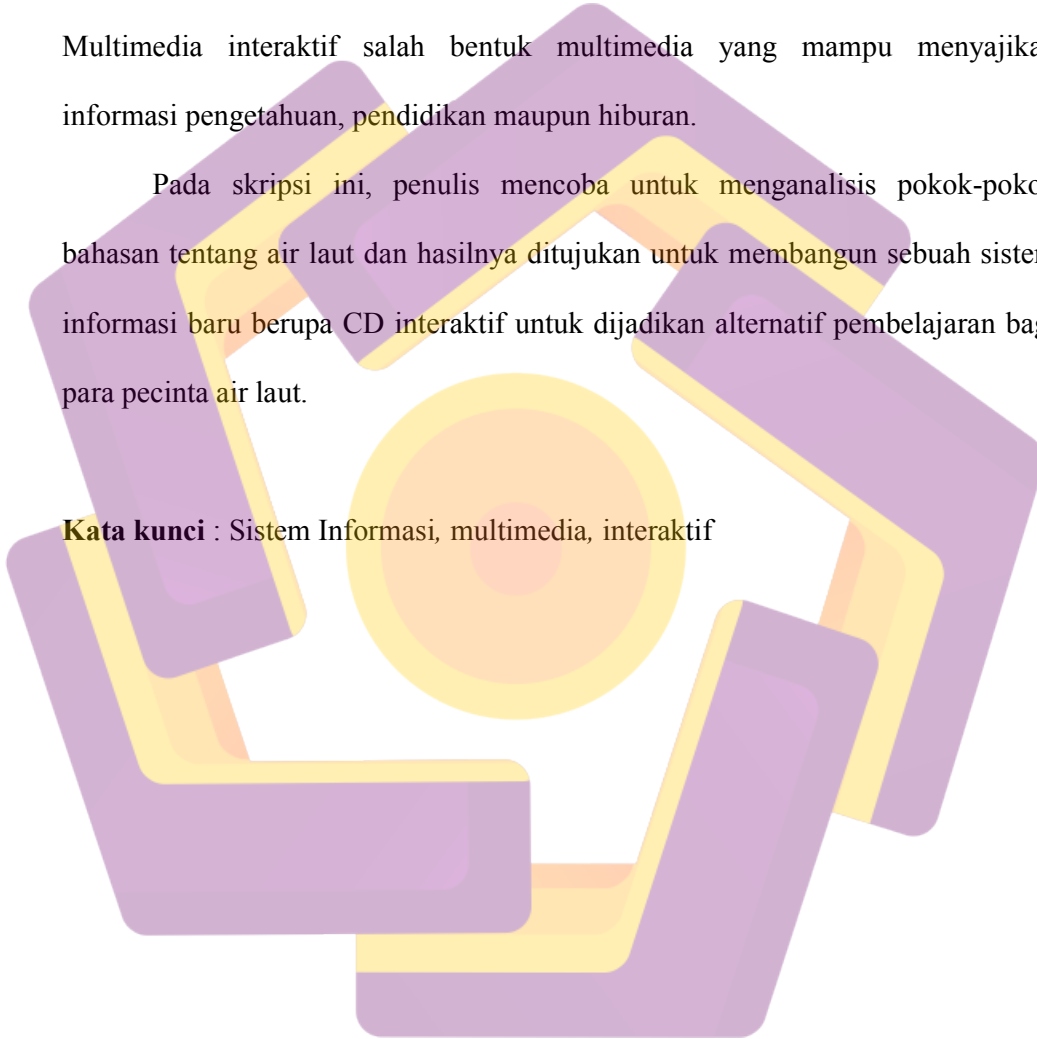 Multimedia interaktif salah bentuk multimedia yang mampu menyajika
informasi pengetahuan, pendidikan maupun hiburan.
Pada skripsi ini, penulis mencoba untuk menganalisis pokok-poko
bahasan tentang air laut dan hasilnya ditujukan untuk membangun sebuah sister
informasi baru berupa CD interaktif untuk dijadikan alternatif pembelajaran bag
para pecinta air laut.
Kata kunci : Sistem Informasi, multimedia, interaktif